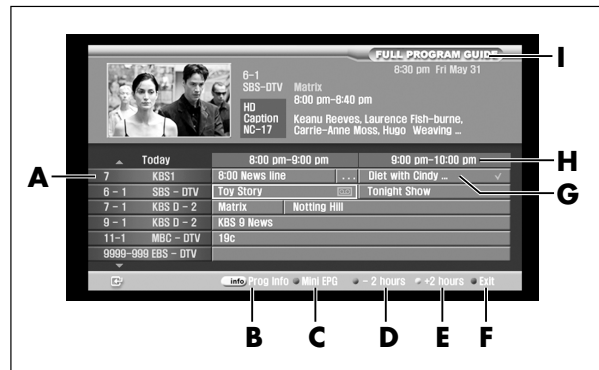 FULL PROGRAM GUIDE
I
8:30 pm Fri May 31
6-1
SBS-DTV Matrix
8:00 pm-8:40 pm
HD
Caption
NC-17
Keanu Reeves, Laurence Fish-burne,
Carrie-Anne Moss, Hugo Weaving ...
Today 8:00 pm-9:00 pm 9:00 pm-10:00 pm H
A 7 KBS1 8:00 News line ... Diet with Cindy ... G
6 - 1 SBS - DTV Toy Story Tonight Show
7 - 1 KBS D - 2 Matrix Notting Hill
9 - 1 KBS D - 2 KBS 9 News
11-1 MBC - DTV 19c
9999-999 EBS - DTV
info Prog Info Mini EPG - 2 hours +2 hours Exit
B C D E F